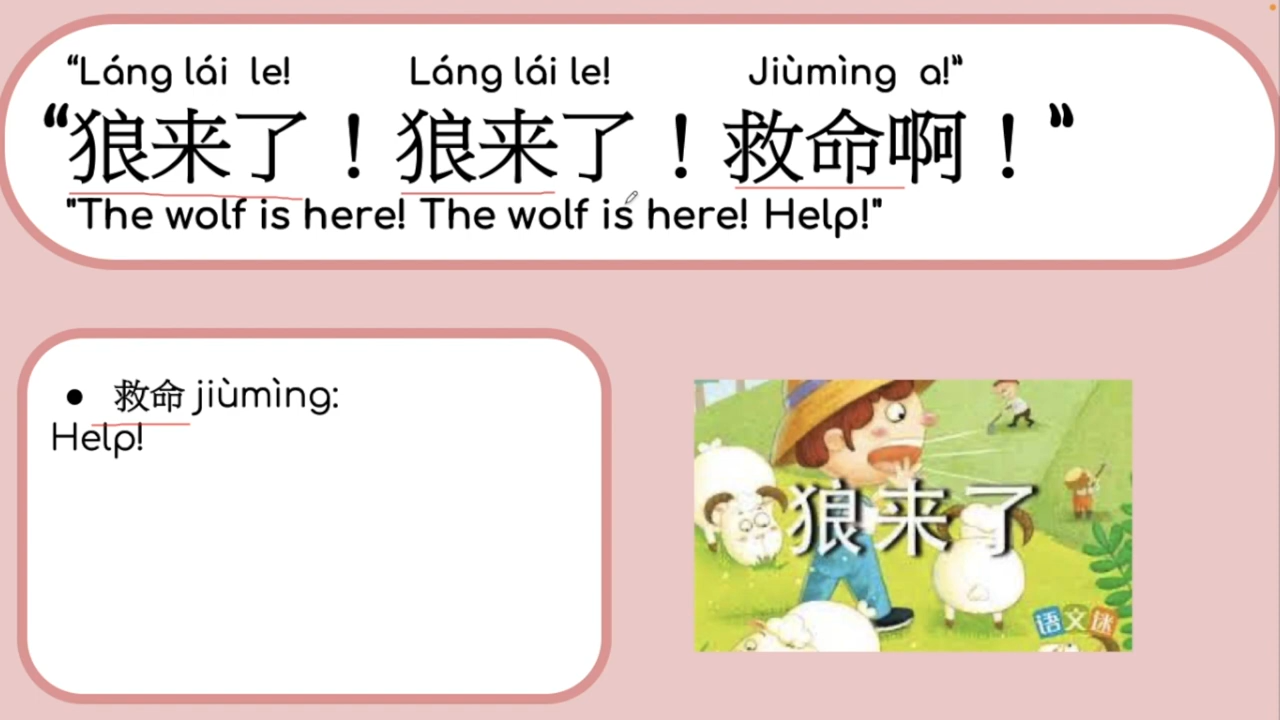 “Láng lái le! Láng lái le! Jiùmìng a!”
“狼来了！狼来了！救命啊！”
"The wolf is here! The wolf is here! Help!"
● 救命 jiùmìng:
Help!
狼来了
语文迷